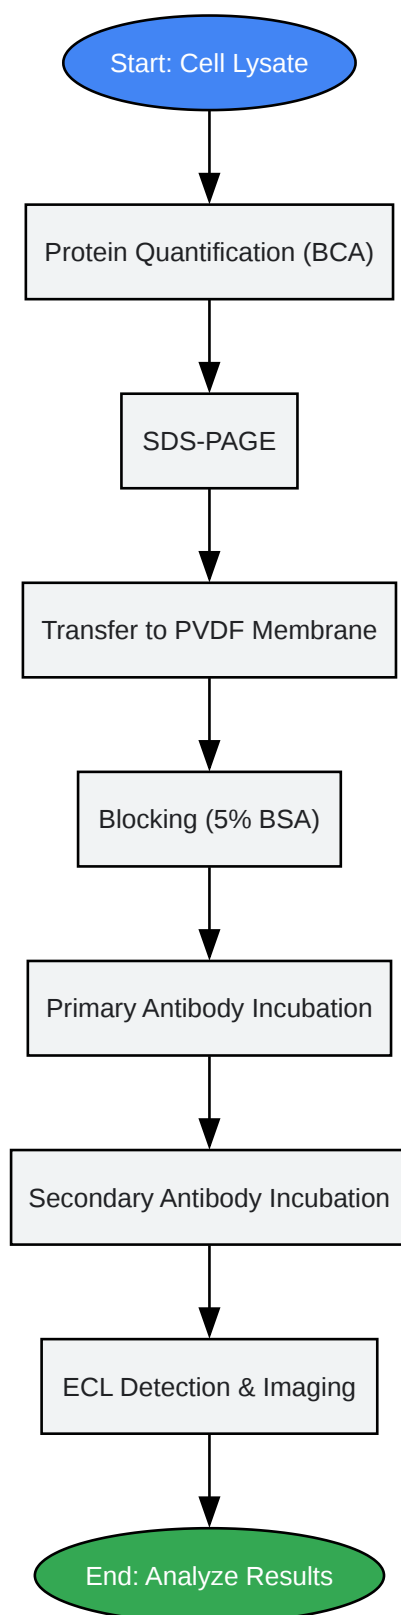 Start: Cell Lysate
Protein Quantification (BCA)
SDS-PAGE
Transfer to PVDF Membrane
Blocking (5% BSA)
Primary Antibody Incubation
Secondary Antibody Incubation
ECL Detection & Imaging
End: Analyze Results